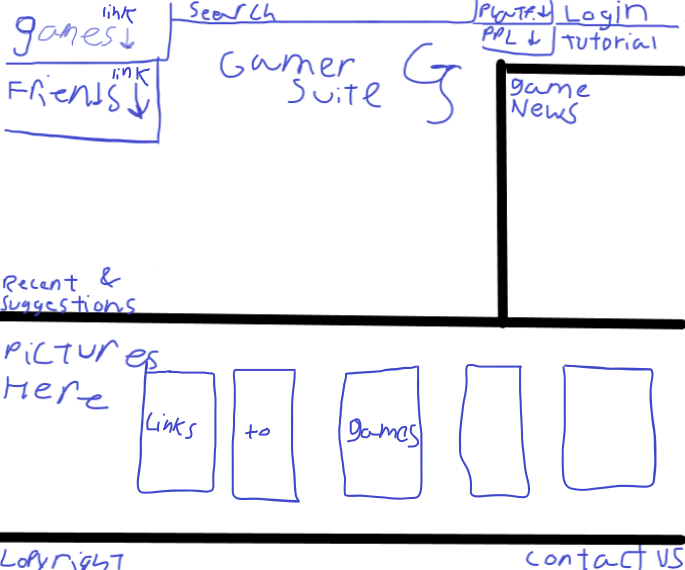 games link
Search
PLATF.
Login
PPL
Tutorial
Friends link
Gamer
Suite
GS
game
News
Recent &
Suggestions
Pictures
Here
Links
to
games
Copyright
Contact us